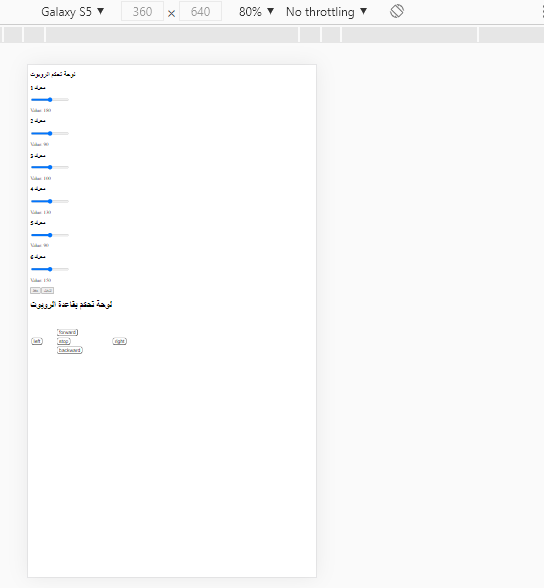 Galaxy S5 ▼ 360 × 640 80% ▼ No throttling ▼
لوحة تحكم الروبوت
محرك 1
Value: 180
محرك 2
Value: 90
محرك 3
Value: 100
محرك 4
Value: 130
محرك 5
Value: 90
محرك 6
Value: 150
لوحة تحكم بقاعدة الروبوت
forward
left stop right
backward